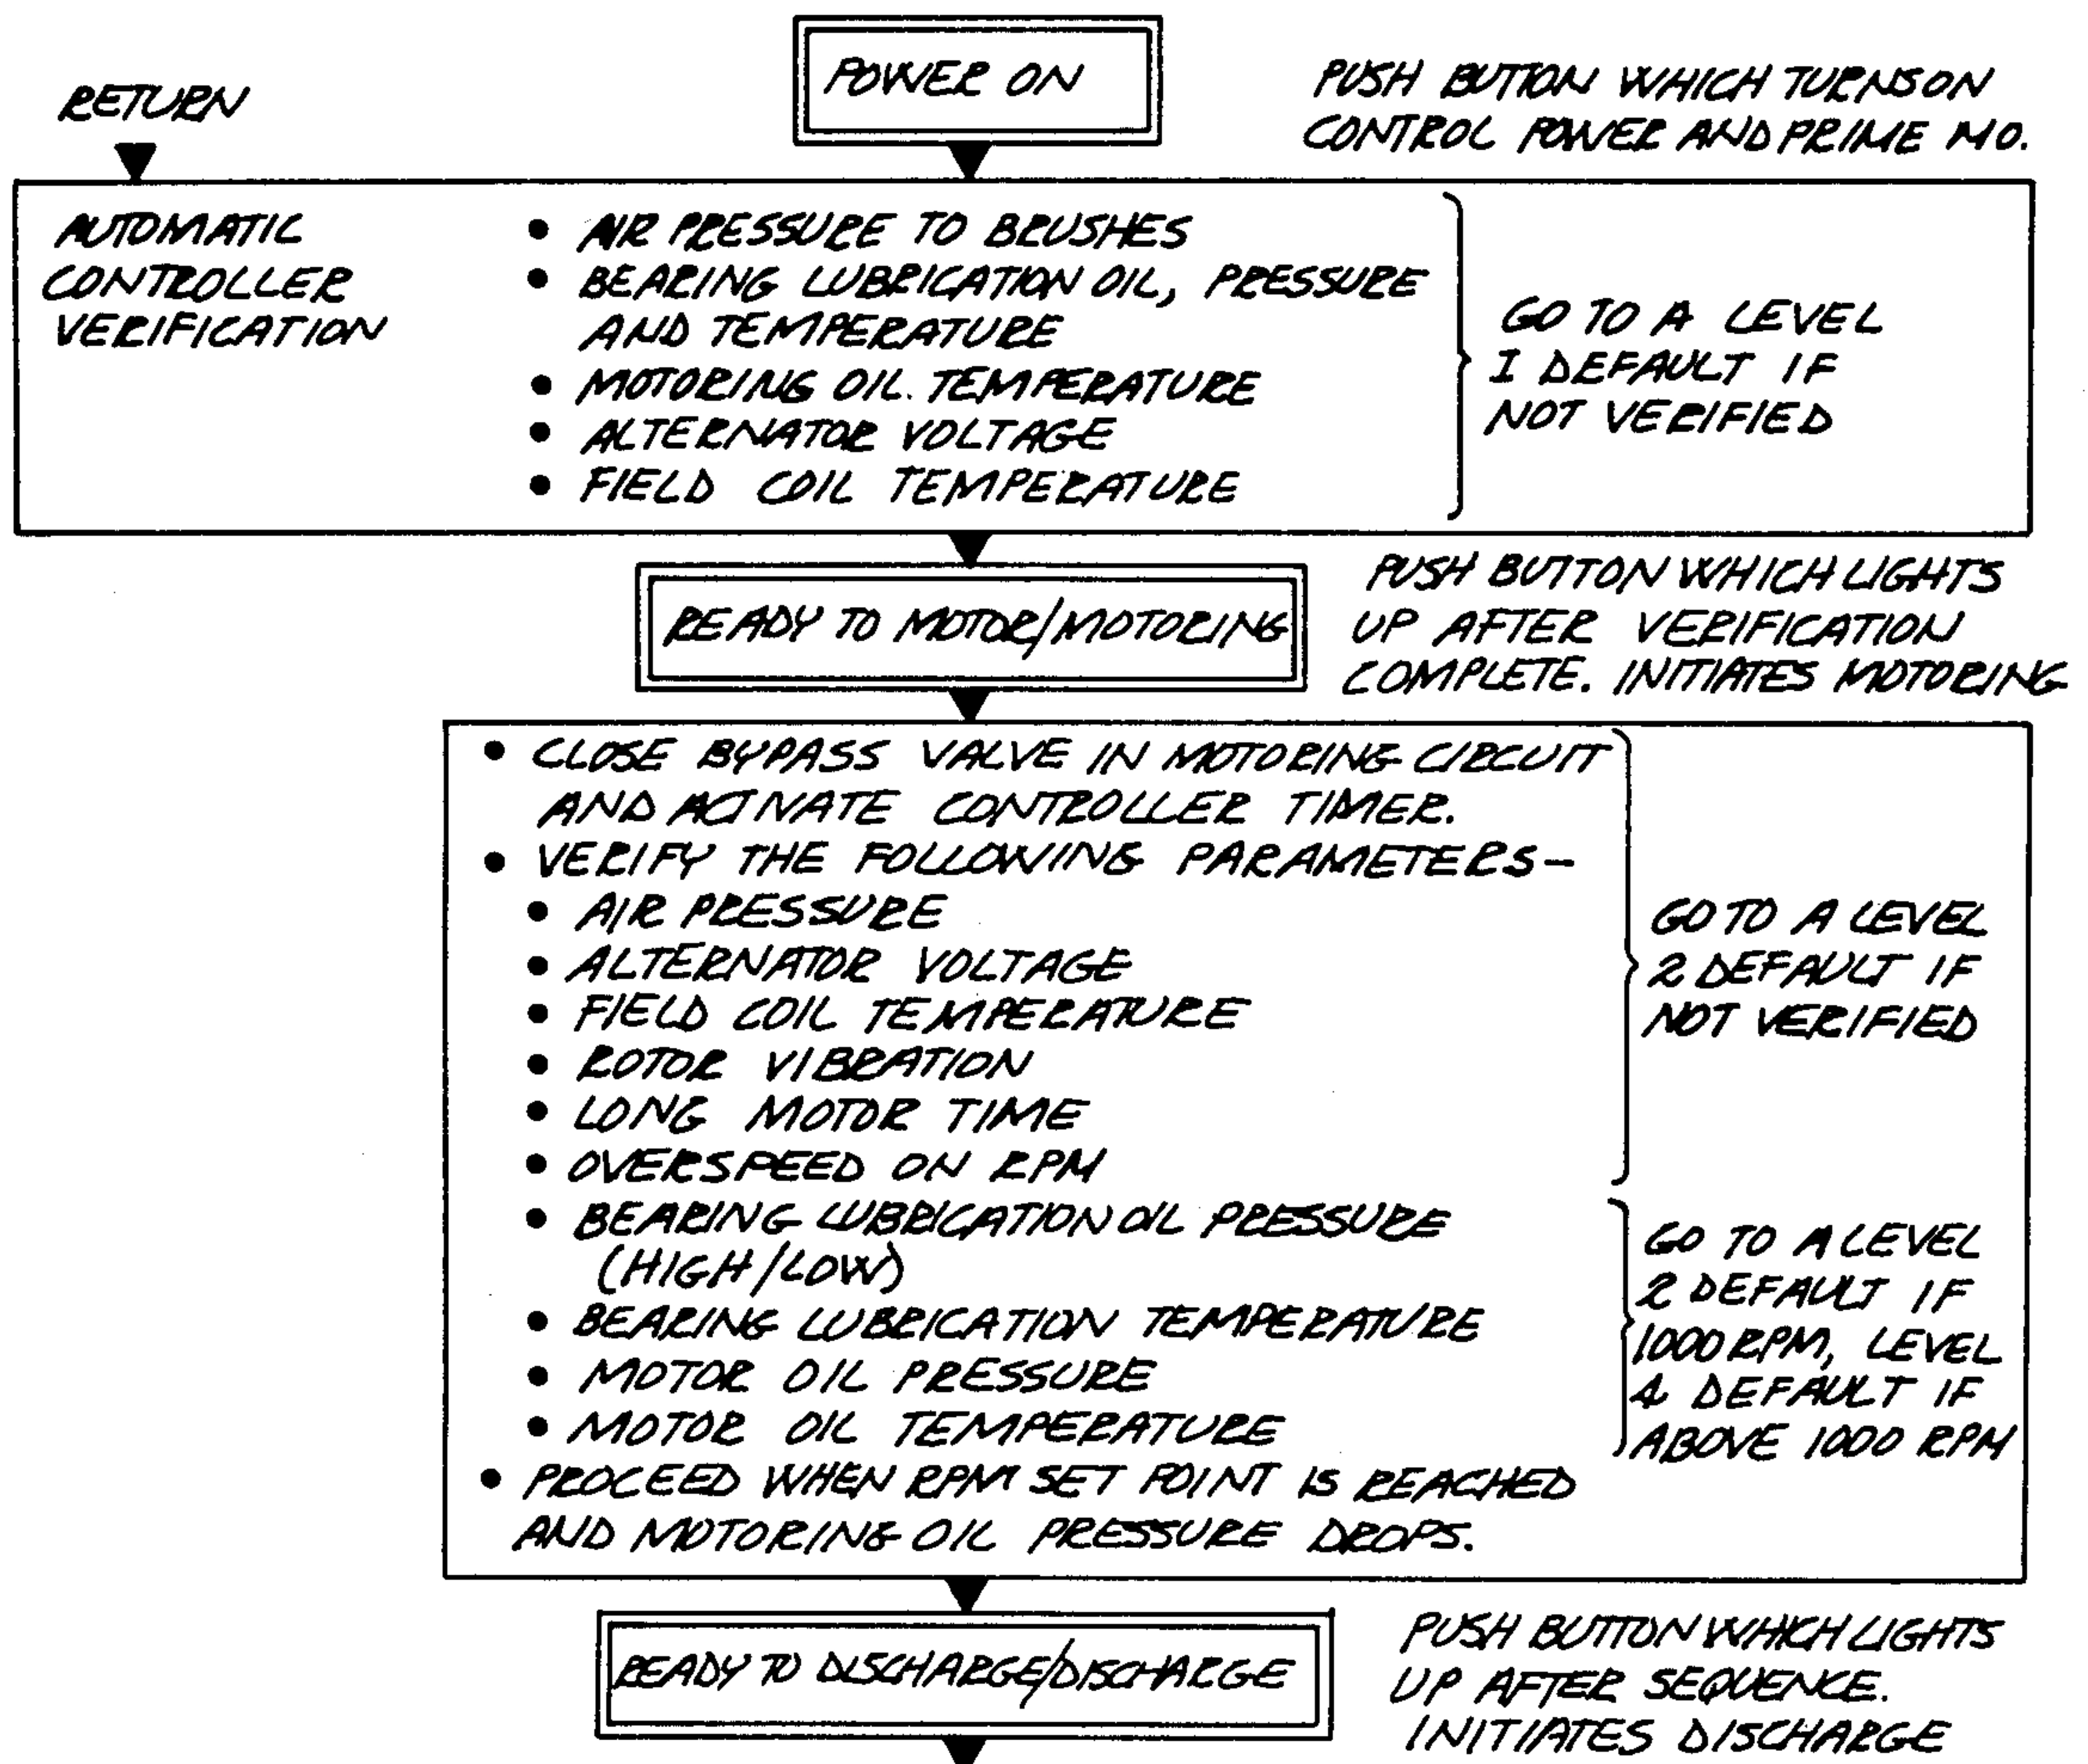 POWER ON
PUSH BUTTON WHICH TURNS ON
CONTROL POWER AND PRIME MO.
RETURN
AUTOMATIC
CONTROLLER
VERIFICATION
• AIR PRESSURE TO BRUSHES
• BEARING LUBRICATION OIL, PRESSURE
AND TEMPERATURE
• MOTORING OIL. TEMPERATURE
• ALTERNATOR VOLTAGE
• FIELD COIL TEMPERATURE
GO TO A LEVEL
I DEFAULT IF
NOT VERIFIED
READY TO MOTOR/MOTORING
PUSH BUTTON WHICH LIGHTS
UP AFTER VERIFICATION
COMPLETE. INITIATES MOTORING
• CLOSE BYPASS VALVE IN MOTORING CIRCUIT
AND ACTIVATE CONTROLLER TIMER.
• VERIFY THE FOLLOWING PARAMETERS-
• AIR PRESSURE
• ALTERNATOR VOLTAGE
• FIELD COIL TEMPERATURE
• ROTOR VIBRATION
• LONG MOTOR TIME
• OVERSPEED ON RPM
GO TO A LEVEL
2 DEFAULT IF
NOT VERIFIED
• BEARING LUBRICATION OIL PRESSURE
(HIGH/LOW)
• BEARING LUBRICATION TEMPERATURE
• MOTOR OIL PRESSURE
• MOTOR OIL TEMPERATURE
GO TO A LEVEL
2 DEFAULT IF
1000 RPM, LEVEL
4 DEFAULT IF
ABOVE 1000 RPM
• PROCEED WHEN RPM SET POINT IS REACHED
AND MOTORING OIL PRESSURE DROPS.
READY TO DISCHARGE/DISCHARGE
PUSH BUTTON WHICH LIGHTS
UP AFTER SEQUENCE.
INITIATES DISCHARGE